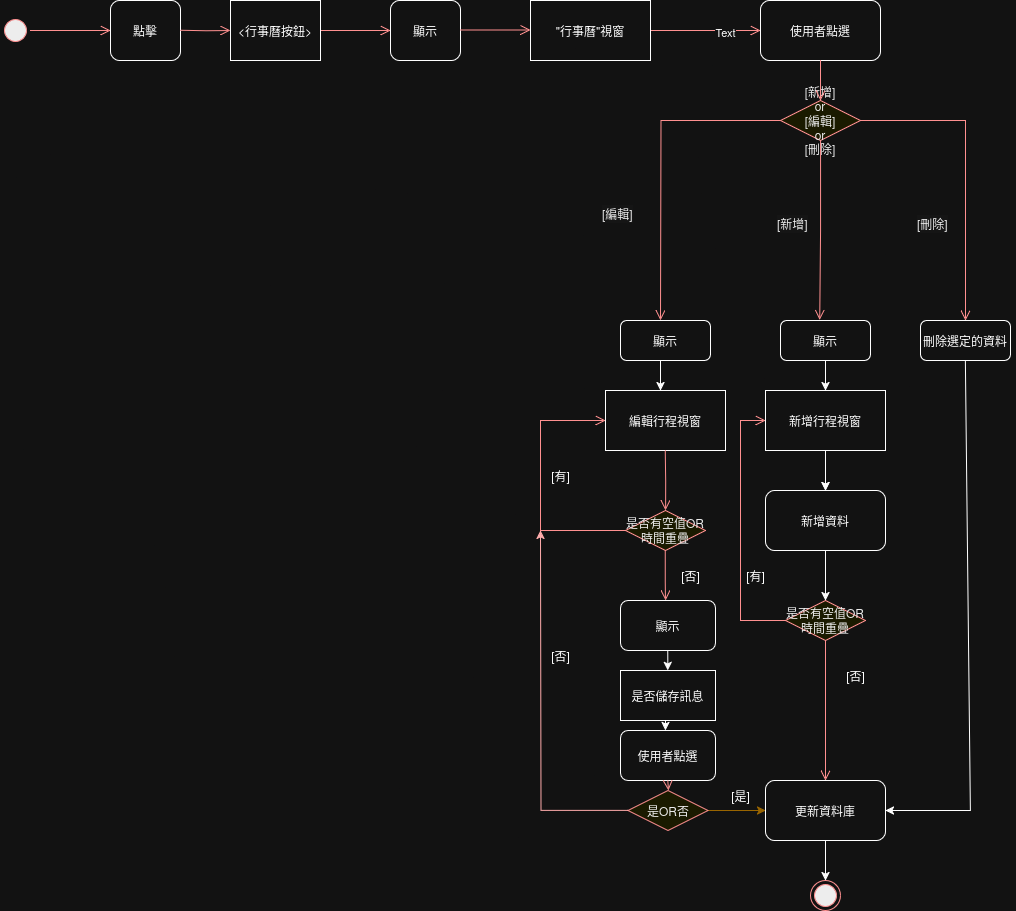 點擊
<行事曆按鈕>
顯示
"行事曆"視窗
Text
使用者點選
[新增]
or
[編輯]
or
[刪除]
[編輯]
[新增]
[刪除]
顯示
顯示
刪除選定的資料
編輯行程視窗
新增行程視窗
[有]
新增資料
是否有空值OR
時間重疊
[否]
[有]
是否有空值OR
時間重疊
顯示
[否]
[否]
是否儲存訊息
使用者點選
[是]
是OR否
更新資料庫